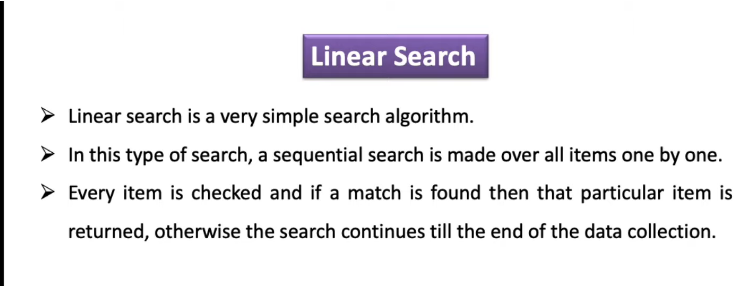 Linear Search
➢ Linear search is a very simple search algorithm.
➢ In this type of search, a sequential search is made over all items one by one.
➢ Every item is checked and if a match is found then that particular item is
returned, otherwise the search continues till the end of the data collection.